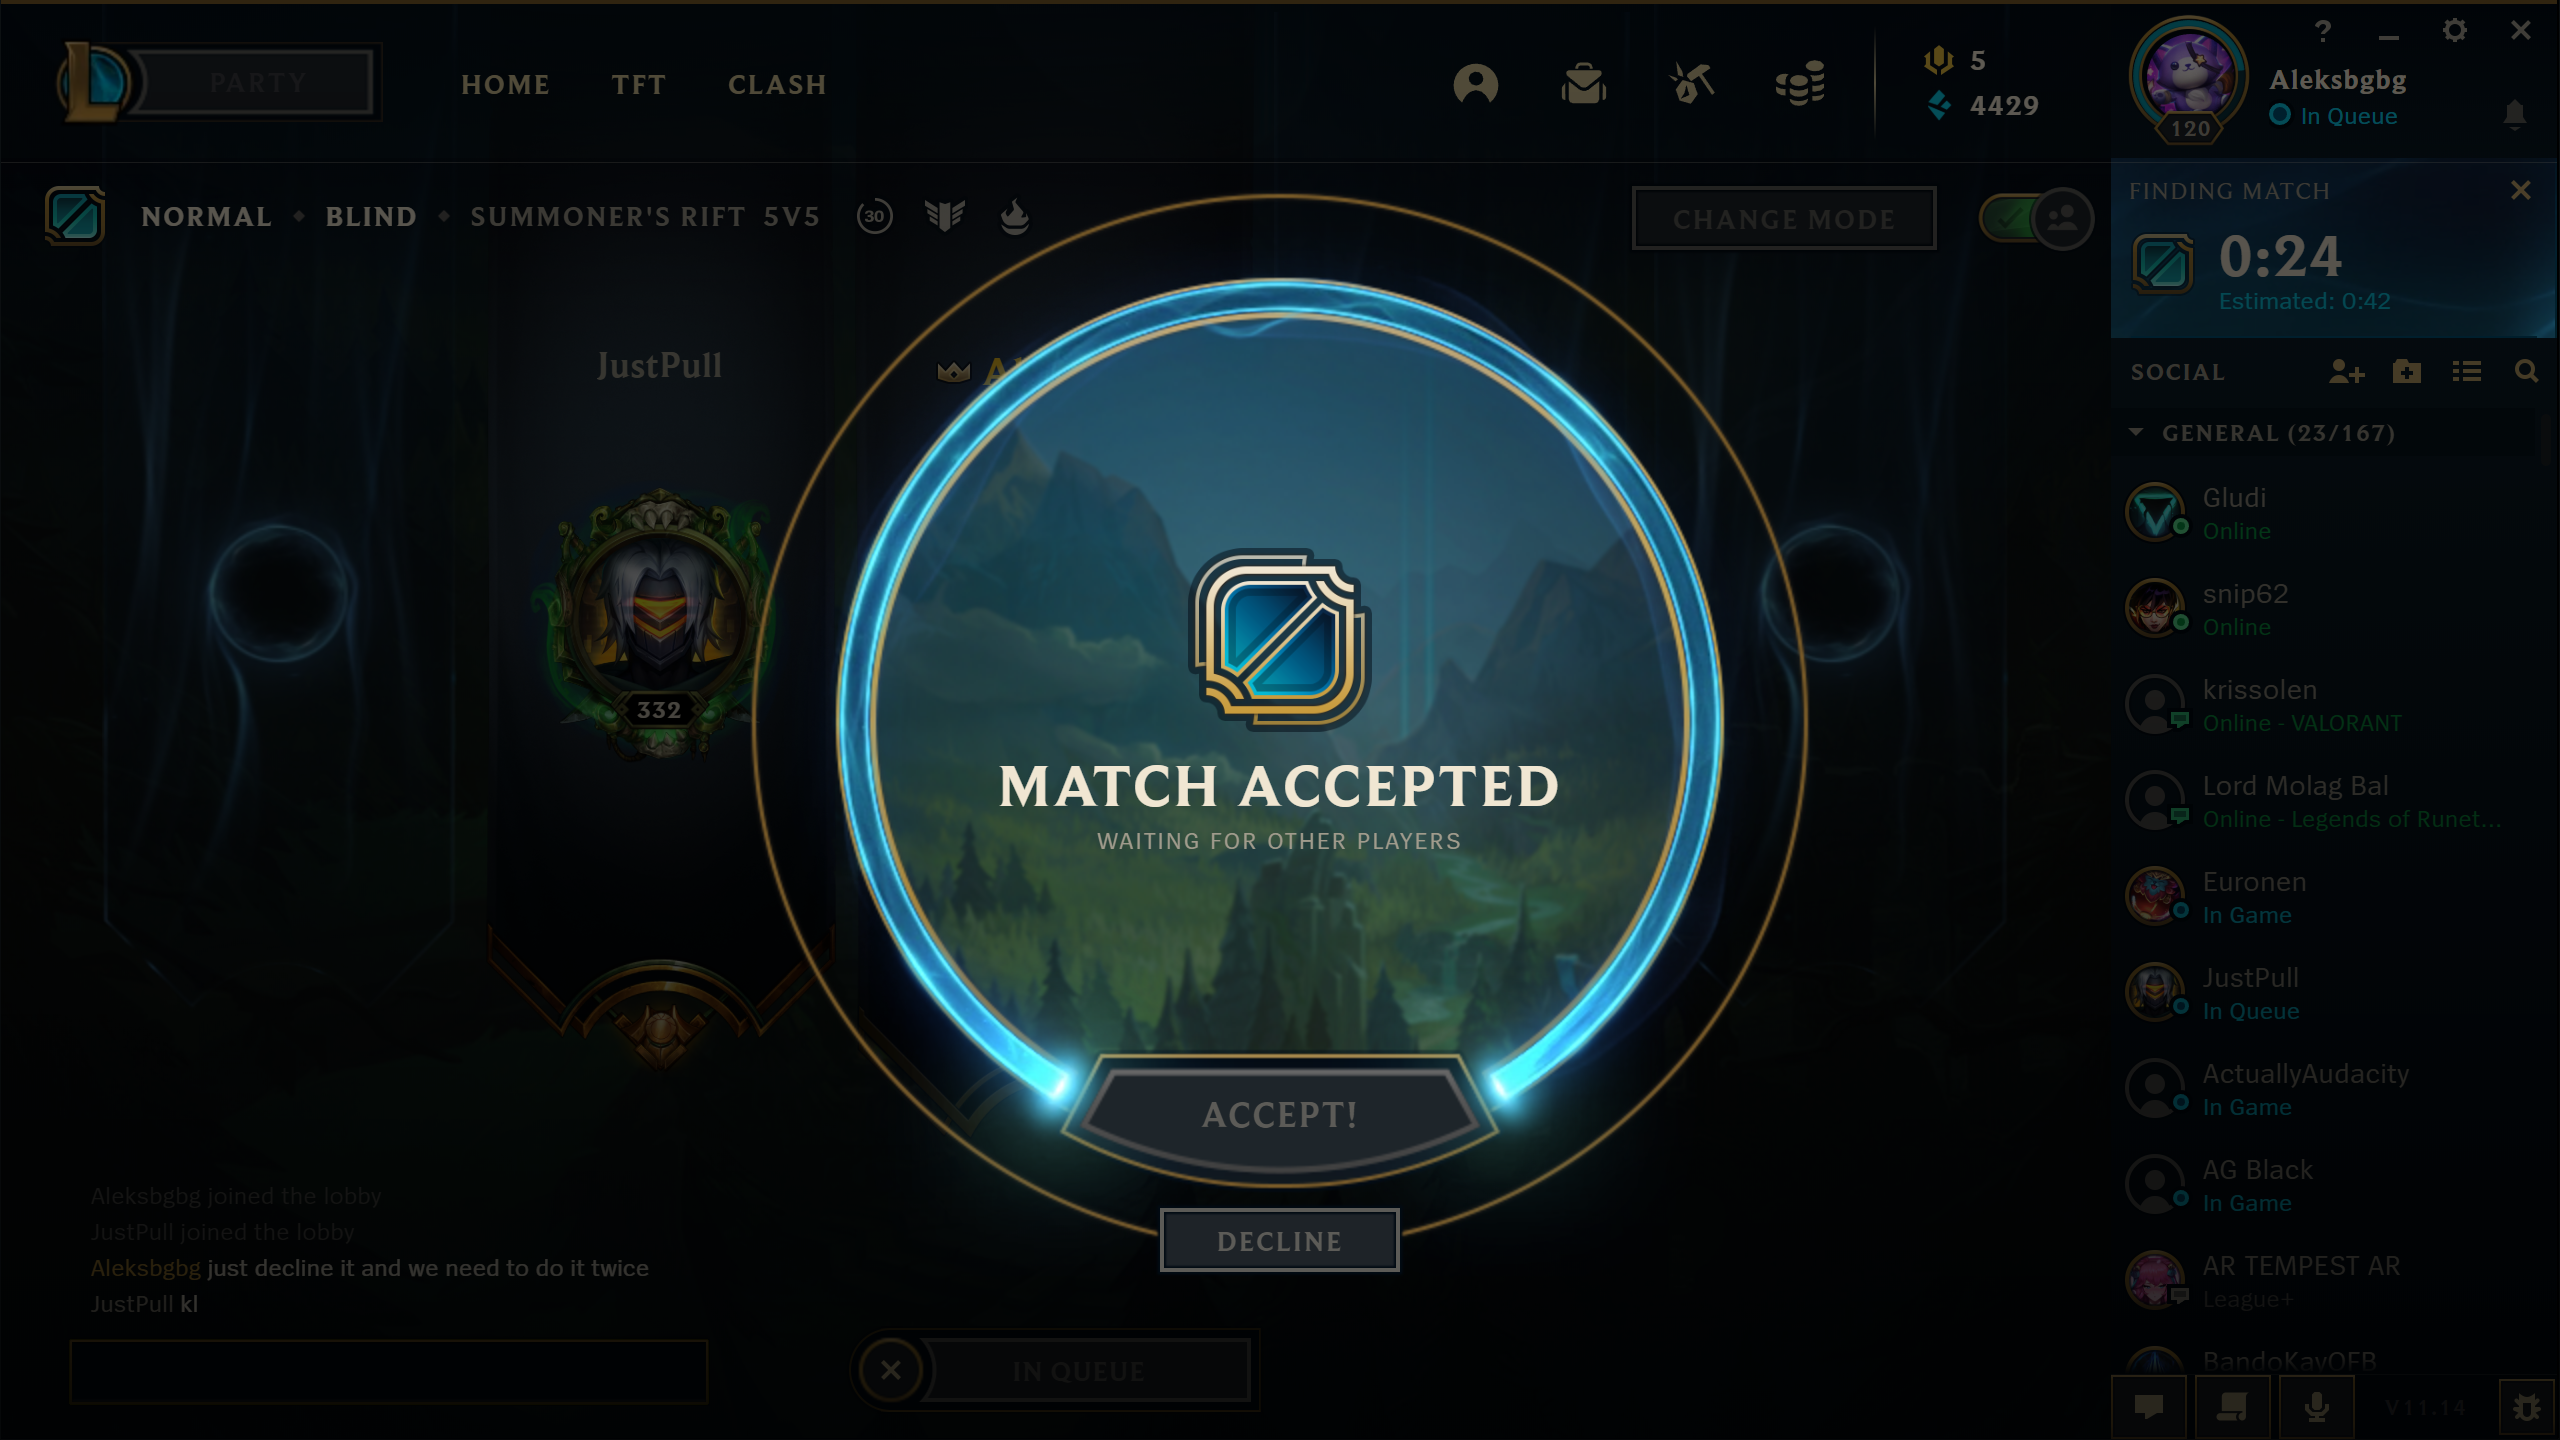 PARTY
HOME
TFT
CLASH
5
4429
?
Aleksbgbg
In Queue
120
NORMAL
BLIND
SUMMONER'S RIFT 5V5
30
CHANGE MODE
FINDING MATCH
0:24
Estimated: 0:42
SOCIAL
GENERAL (23/167)
JustPull
332
MATCH ACCEPTED
WAITING FOR OTHER PLAYERS
ACCEPT!
DECLINE
Gludi
Online
snip62
Online
krissolen
Online - VALORANT
Lord Molag Bal
Online - Legends of Runet...
Euronen
In Game
JustPull
In Queue
ActuallyAudacity
In Game
AG Black
In Game
AR TEMPEST AR
League+
BandoKayOFB
Aleksbgbg joined the lobby
JustPull joined the lobby
Aleksbgbg just decline it and we need to do it twice
JustPull kl
IN QUEUE
V11.14